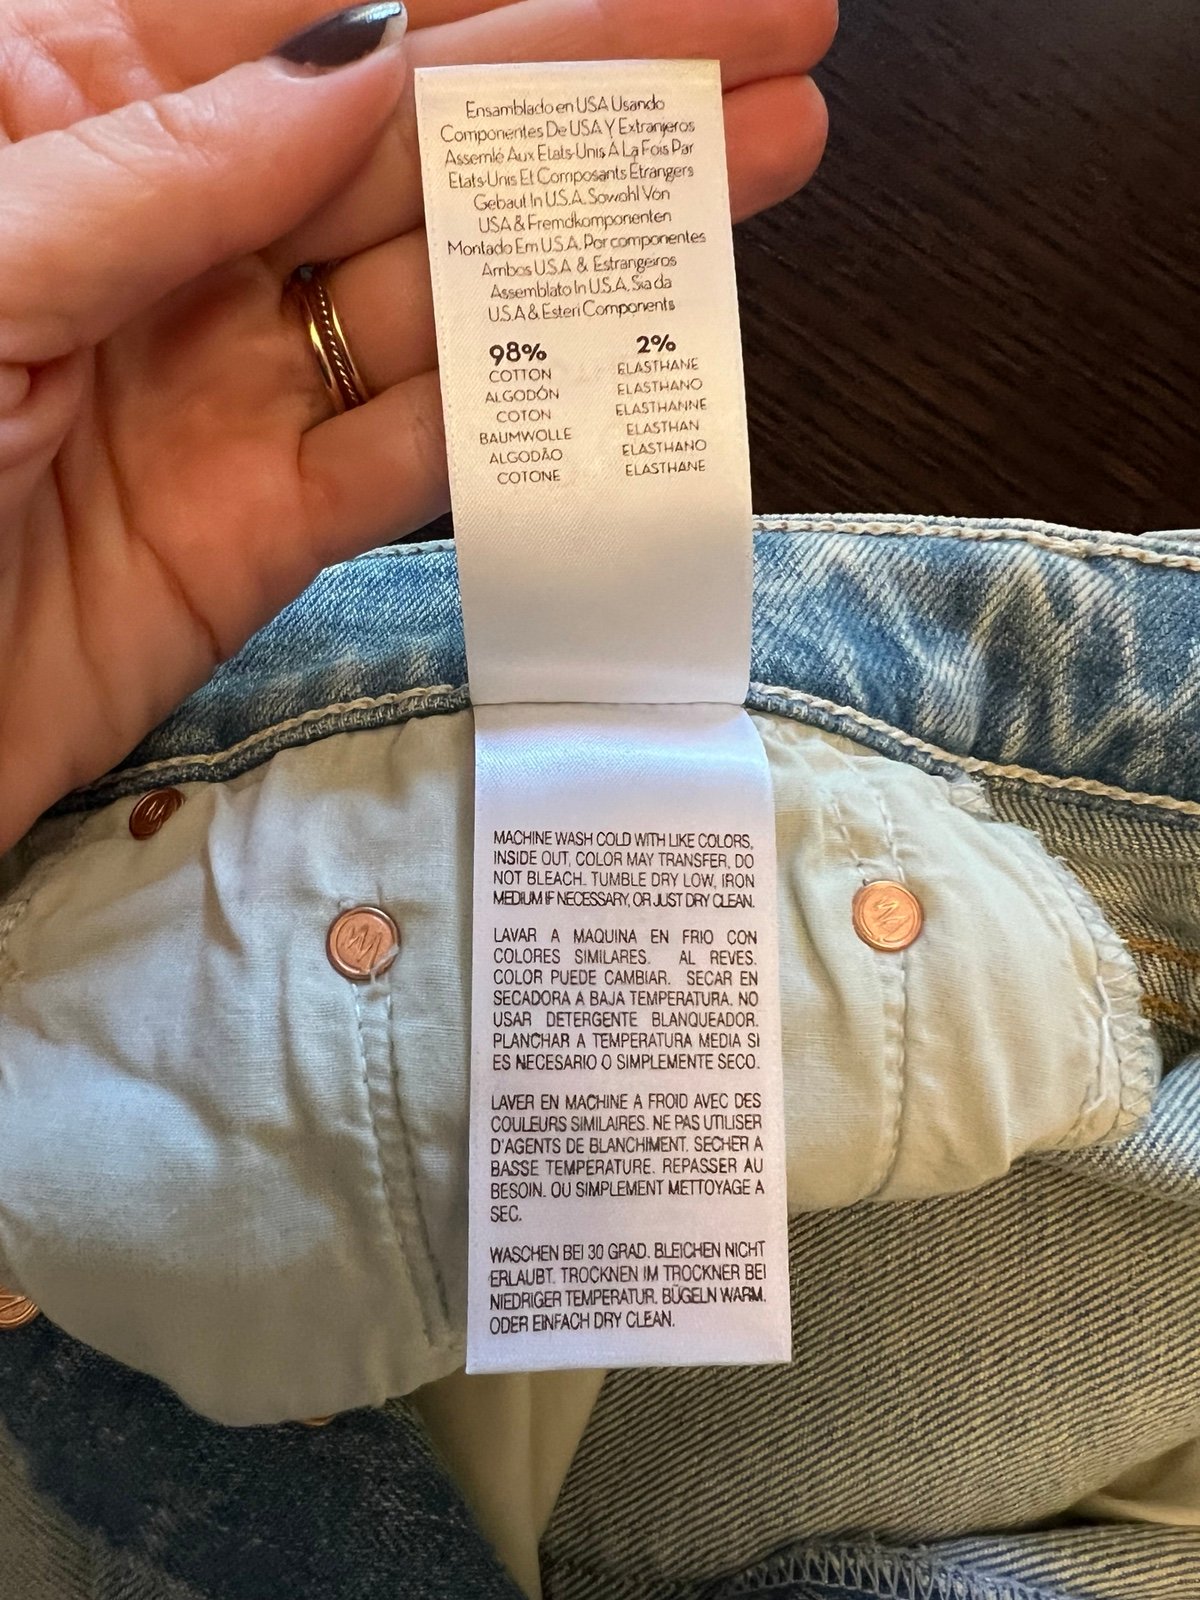 Ensamblado en USA Usando
Componentes De USA Y Extranjeros
Assemlé Aux Etats-Unis A La Fois Par
Etats-Unis Et Composants Etrangers
Gebaut In U.S.A. Sowohl Von
USA & Fremdkomponenten
Montado Em U.S.A. Por componentes
Ambos U.S.A & Estrangeiros
Assemblato In U.S.A. Sia da
U.S.A & Esteri Components
98% 2%
COTTON ELASTHANE
ALGODÓN ELASTHANO
COTON ELASTHANNE
BAUMWOLLE ELASTHAN
ALGODÃO ELASTHANO
COTONE ELASTHANE
MACHINE WASH COLD WITH LIKE COLORS,
INSIDE OUT, COLOR MAY TRANSFER, DO
NOT BLEACH. TUMBLE DRY LOW, IRON
MEDIUM IF NECESSARY, OR JUST DRY CLEAN.
LAVAR A MAQUINA EN FRIO CON
COLORES SIMILARES. AL REVES.
COLOR PUEDE CAMBIAR. SECAR EN
SECADORA A BAJA TEMPERATURA. NO
USAR DETERGENTE BLANQUEADOR.
PLANCHAR A TEMPERATURA MEDIA SI
ES NECESARIO O SIMPLEMENTE SECO.
LAVER EN MACHINE A FROID AVEC DES
COULEURS SIMILAIRES. NE PAS UTILISER
D'AGENTS DE BLANCHIMENT. SECHER A
BASSE TEMPERATURE. REPASSER AU
BESOIN. OU SIMPLEMENT METTOYAGE A
SEC.
WASCHEN BEI 30 GRAD. BLEICHEN NICHT
ERLAUBT. TROCKNEN IM TROCKNER BEI
NIEDRIGER TEMPERATUR. BÜGELN WARM.
ODER EINFACH DRY CLEAN.